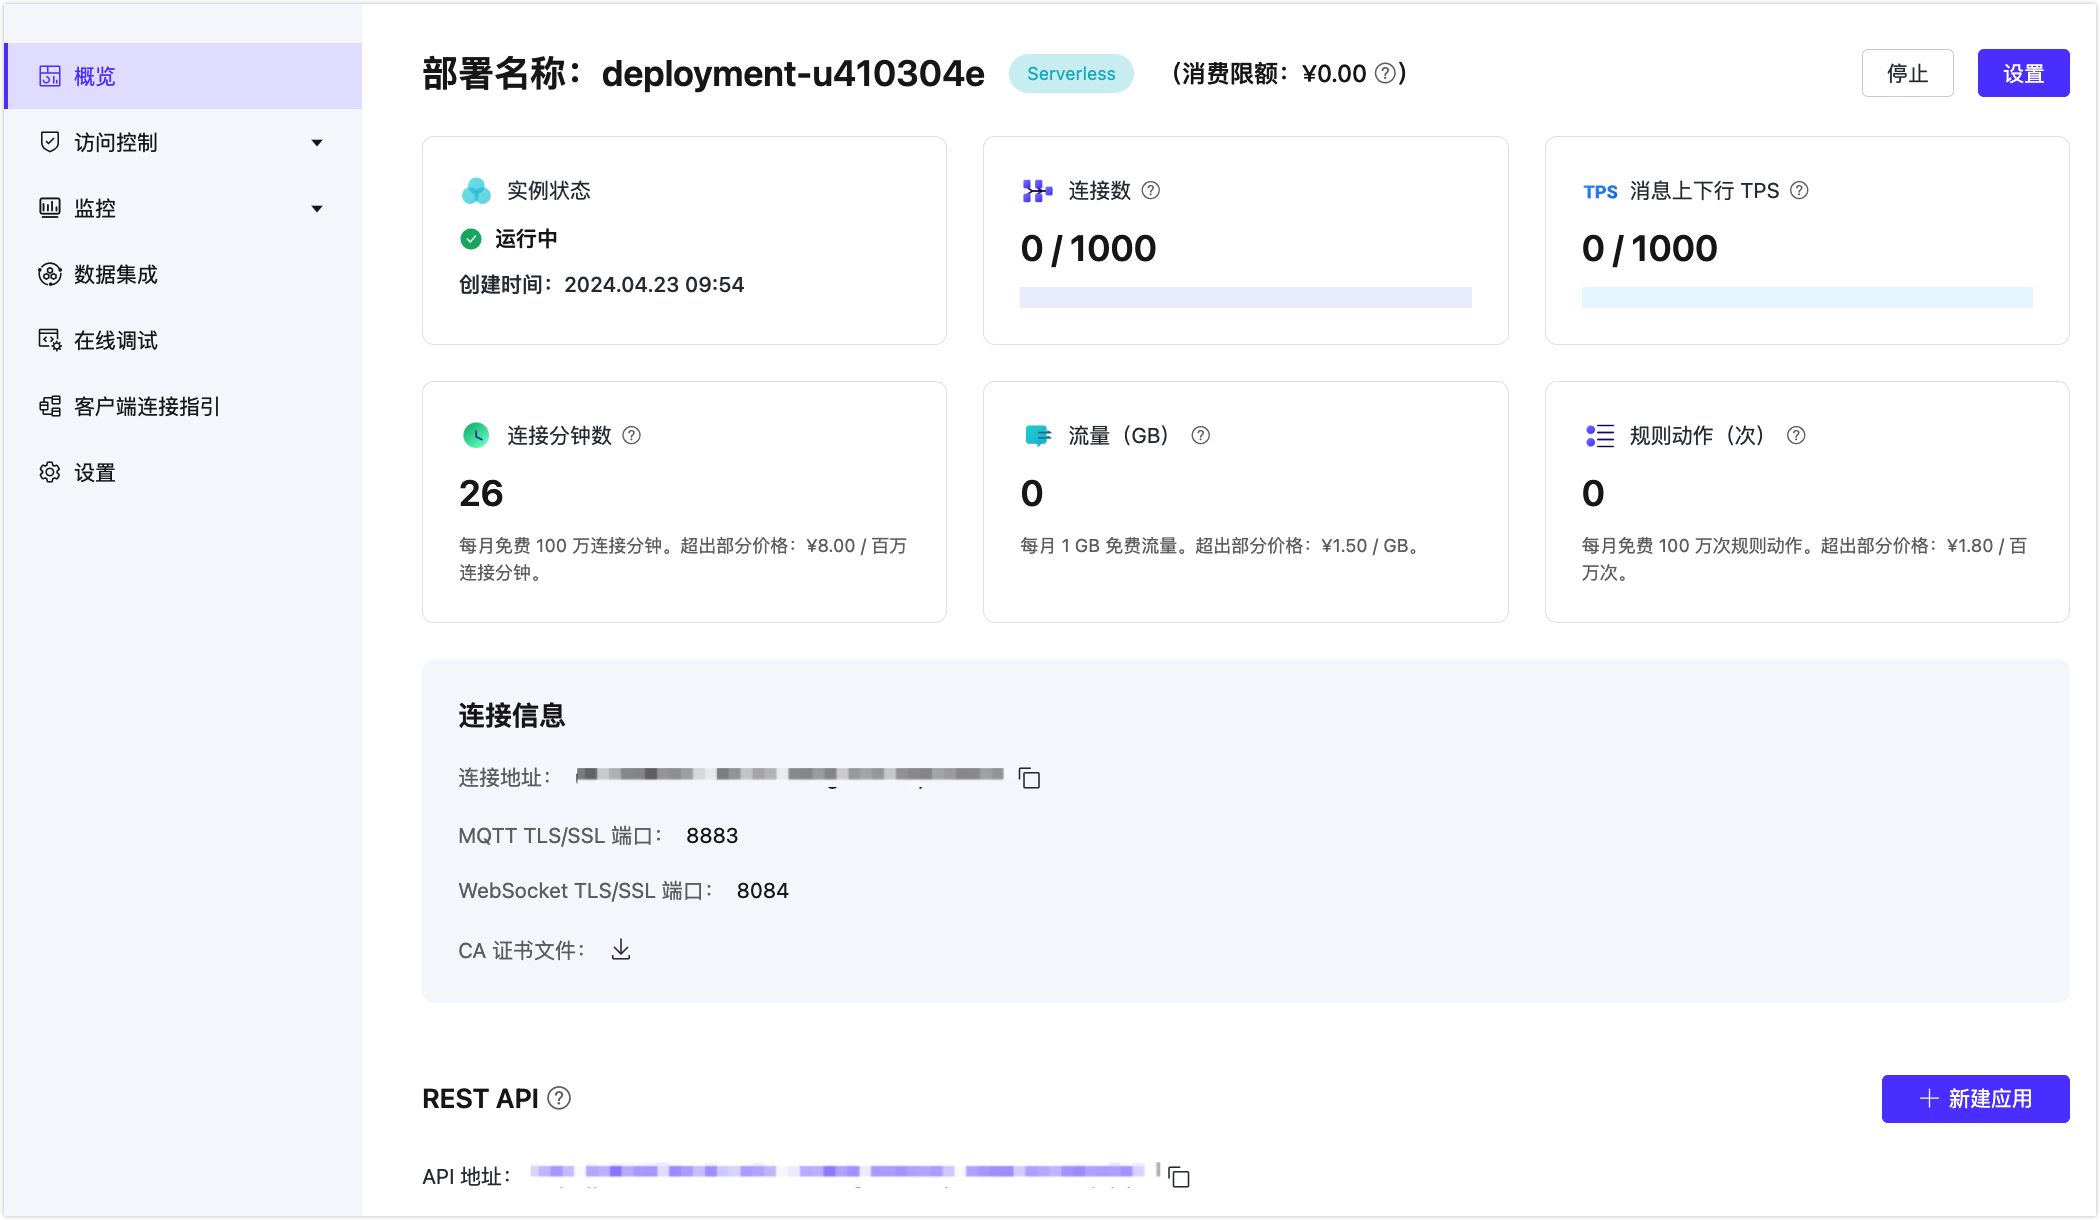 概览
访问控制
监控
数据集成
在线调试
客户端连接指引
设置
部署名称：deployment-u410304e
Serverless
（消费限额：¥0.00 ?）
停止
设置
实例状态
运行中
创建时间：2024.04.23 09:54
连接数 ?
0 / 1000
TPS 消息上下行 TPS ?
0 / 1000
连接分钟数 ?
26
每月免费 100 万连接分钟。超出部分价格：¥8.00 / 百万
连接分钟。
流量（GB） ?
0
每月 1 GB 免费流量。超出部分价格：¥1.50 / GB。
规则动作（次） ?
0
每月免费 100 万次规则动作。超出部分价格：¥1.80 / 百
万次。
连接信息
连接地址：
MQTT TLS/SSL 端口： 8883
WebSocket TLS/SSL 端口： 8084
CA 证书文件：
REST API ?
+ 新建应用
API 地址：